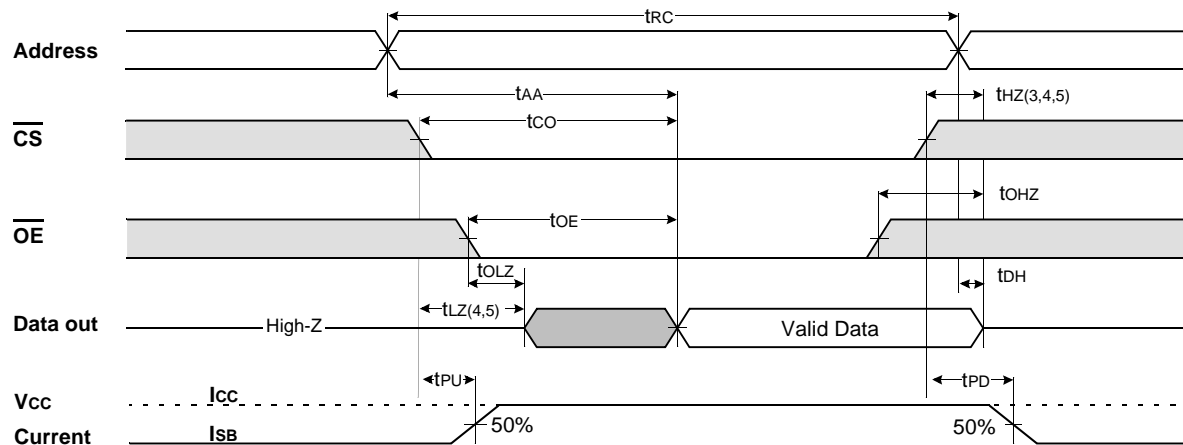 tRC
Address
tAA
tHZ(3,4,5)
tCO
CS
tOHZ
tOE
OE
tOLZ
tDH
tLZ(4,5)
Data out
High-Z
Valid Data
tPU
tPD
ICC
VCC
50%
50%
Current
ISB